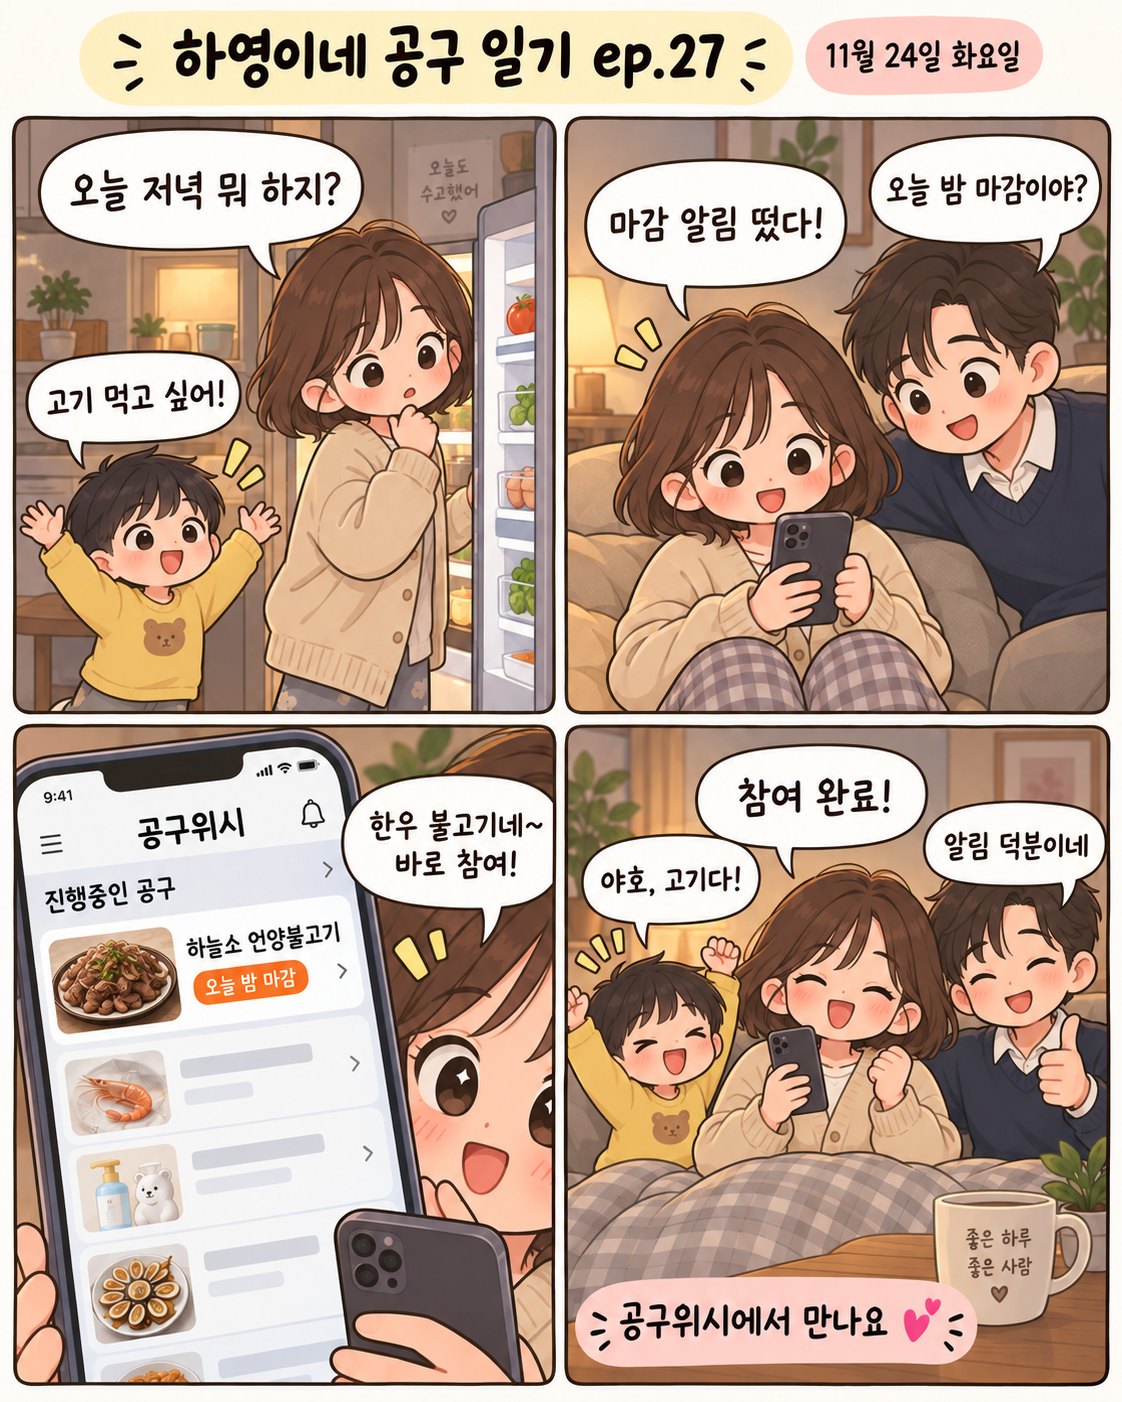 하영이네 공구 일기 ep.27
11월 24일 화요일
오늘 저녁 뭐 하지?
오늘도
수고했어
고기 먹고 싶어!
마감 알림 떴다!
오늘 밤 마감이야?
9:41
공구위시
진행중인 공구
하늘소 언양불고기
오늘 밤 마감
한우 불고기네~
바로 참여!
참여 완료!
야호, 고기다!
알림 덕분이네
좋은 하루
좋은 사람
공구위시에서 만나요